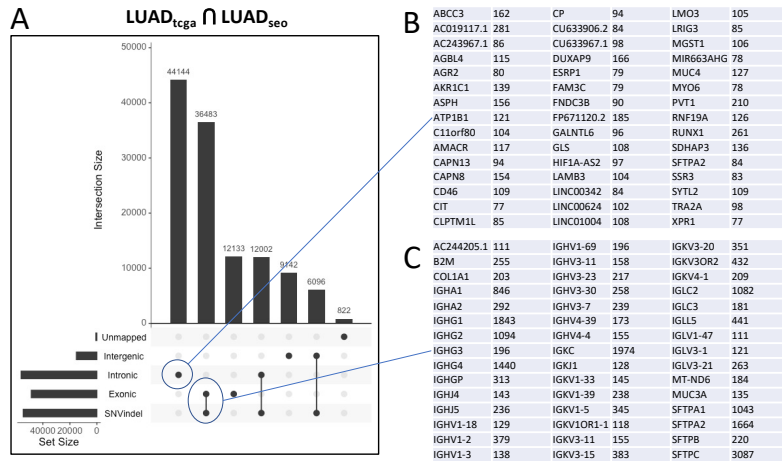 A
LUADtcga ⋂ LUADseo
50000
44144
40000
36483
30000
Intersection Size
20000
12133
12002
10000
9142
6096
822
0
Unmapped
Intergenic
Intronic
Exonic
SNVindel
40000 20000 0
Set Size
B
ABCC3 162 CP 94 LMO3 105
AC019117.1 281 CU633906.2 84 LRIG3 85
AC243967.1 86 CU633967.1 98 MGST1 106
AGBL4 115 DUXAP9 166 MIR663AHG 78
AGR2 80 ESRP1 79 MUC4 127
AKR1C1 139 FAM3C 79 MYO6 78
ASPH 156 FNDC3B 90 PVT1 210
ATP1B1 121 FP671120.2 185 RNF19A 126
C11orf80 104 GALNTL6 96 RUNX1 261
AMACR 117 GLS 108 SDHAP3 136
CAPN13 94 HIF1A-AS2 97 SFTPA2 84
CAPN8 154 LAMB3 104 SSR3 83
CD46 109 LINC00342 84 SYTL2 109
CIT 77 LINC00624 102 TRA2A 98
CLPTM1L 85 LINC01004 108 XPR1 77
C
AC244205.1 111 IGHV1-69 196 IGKV3-20 351
B2M 255 IGHV3-11 158 IGKV3OR2 432
COL1A1 203 IGHV3-23 217 IGKV4-1 209
IGHA1 846 IGHV3-30 258 IGLC2 1082
IGHA2 292 IGHV3-7 239 IGLC3 181
IGHG1 1843 IGHV4-39 173 IGLL5 441
IGHG2 1094 IGHV4-4 155 IGLV1-47 111
IGHG3 196 IGKC 1974 IGLV3-1 121
IGHG4 1440 IGKJ1 128 IGLV3-21 263
IGHGP 313 IGKV1-33 145 MT-ND6 184
IGHJ4 143 IGKV1-39 238 MUC3A 135
IGHJ5 236 IGKV1-5 345 SFTPA1 1043
IGHV1-18 129 IGKV1OR1-1 118 SFTPA2 1664
IGHV1-2 379 IGKV3-11 155 SFTPB 220
IGHV1-3 138 IGKV3-15 383 SFTPC 3087